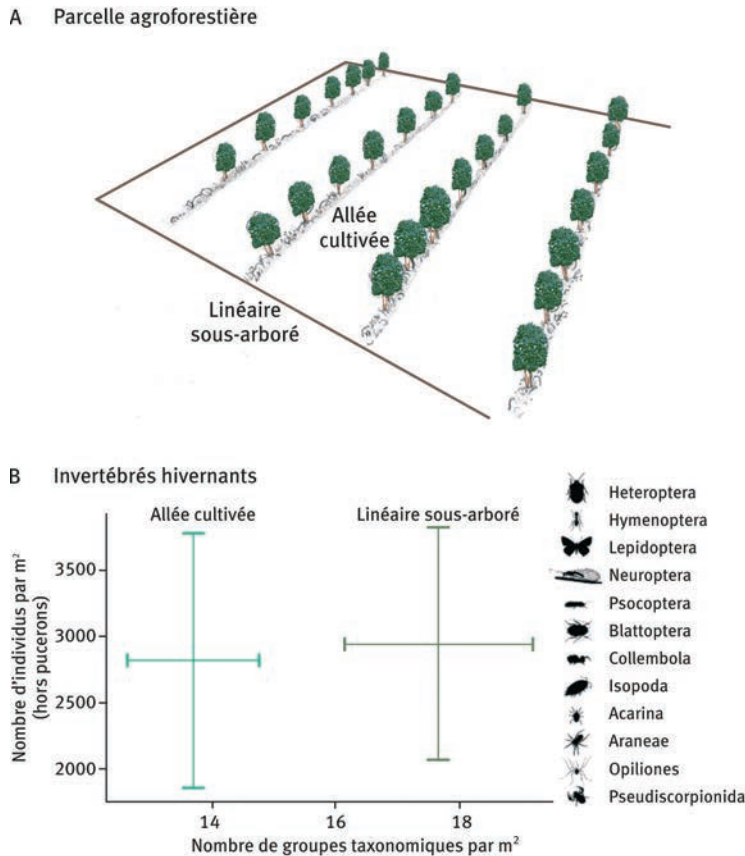 A Parcelle agroforestière
Allée
cultivée
Linéaire
sous-arboré
B Invertébrés hivernants
Allée cultivée
Linéaire sous-arboré
Nombre d'individus par m²
(hors pucerons)
3500
3000
2500
2000
14
16
18
Nombre de groupes taxonomiques par m²
Heteroptera
Hymenoptera
Lepidoptera
Neuroptera
Psocoptera
Blattoptera
Collembola
Isopoda
Acarina
Araneae
Opiliones
Pseudiscorpionida